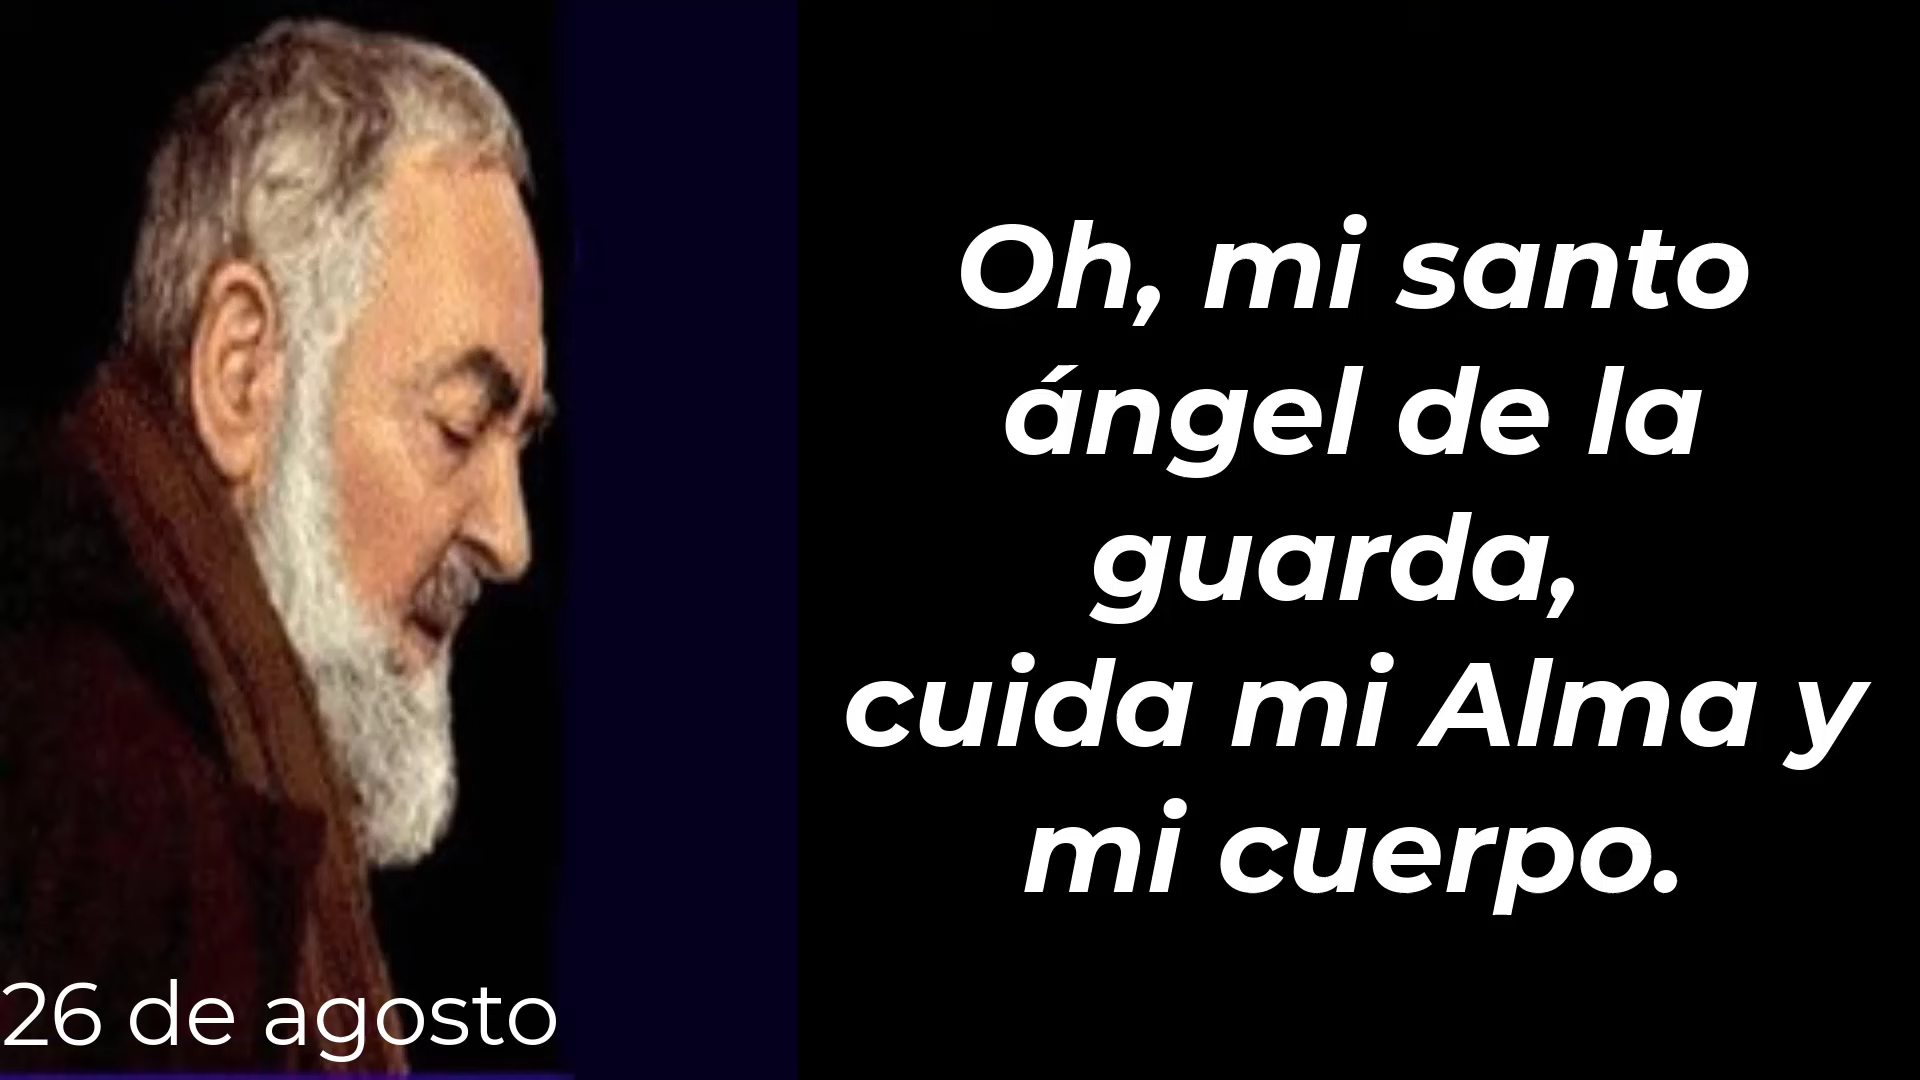 Oh, mi santo
ángel de la
guarda,
cuida mi Alma y
mi cuerpo.
26 de agosto